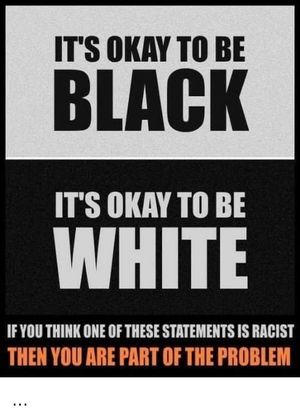 IT'S OKAY TO BE
BLACK
IT'S OKAY TO BE
WHITE
IF YOU THINK ONE OF THESE STATEMENTS IS RACIST
THEN YOU ARE PART OF THE PROBLEM
...